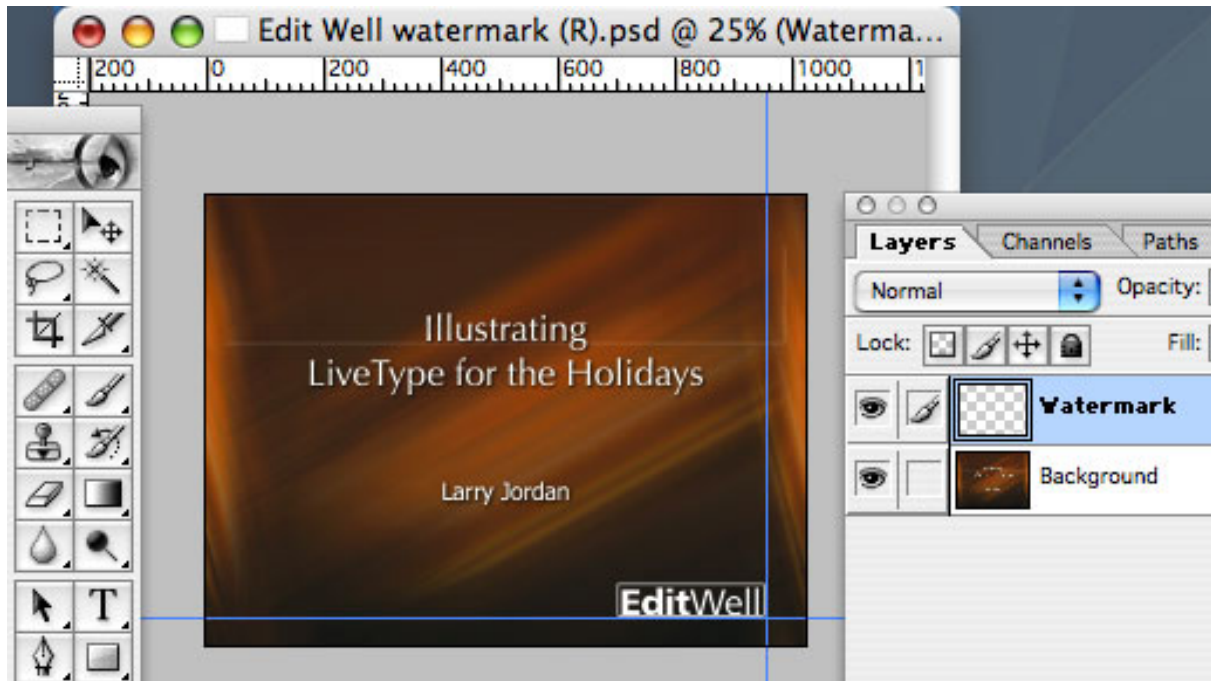 Edit Well watermark (R).psd @ 25% (Waterma...
200 0 200 400 600 800 1000 1
Layers Channels Paths
Normal Opacity:
Lock: Fill:
Watermark
Background
Illustrating
LiveType for the Holidays
Larry Jordan
EditWell
T